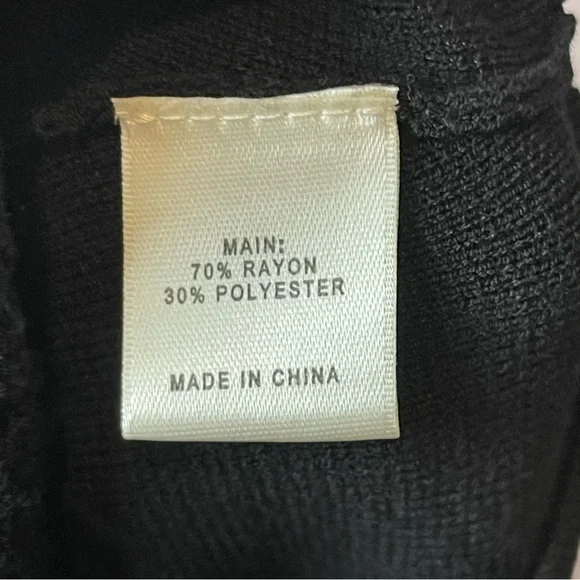 MAIN:
70% RAYON
30% POLYESTER
MADE IN CHINA